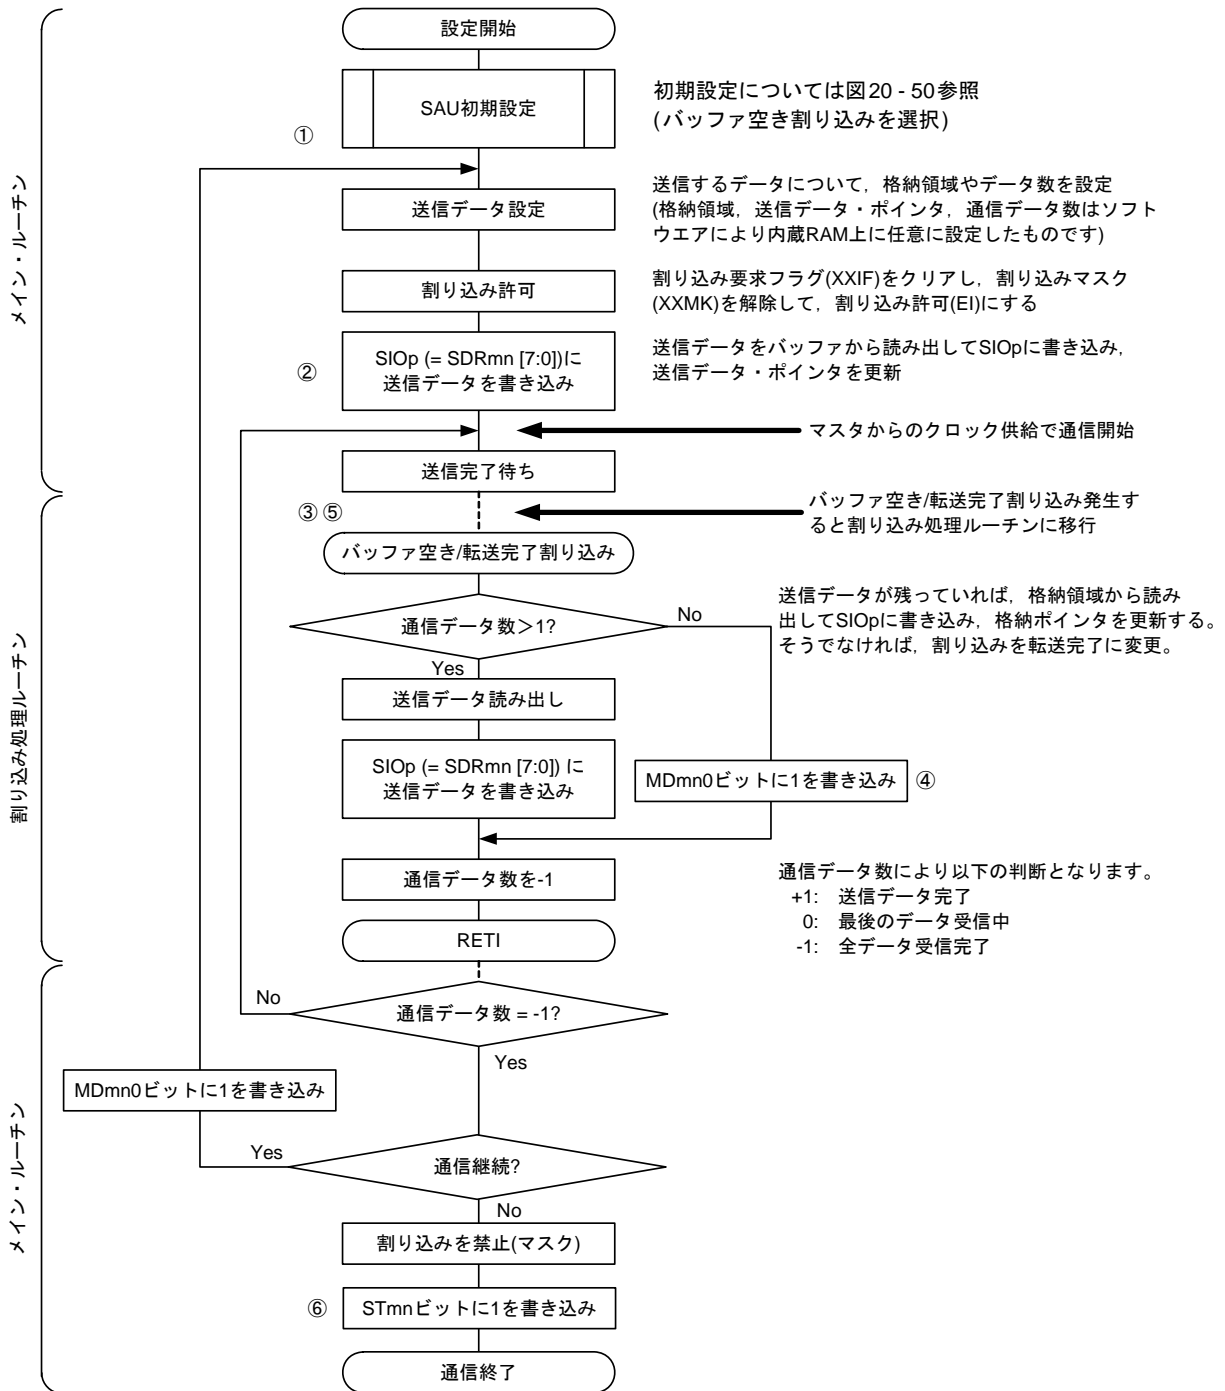 設定開始
SAU初期設定
初期設定については図20 - 50参照
(バッファ空き割り込みを選択)
①
メイン・ルーチン
送信データ設定
送信するデータについて，格納領域やデータ数を設定
(格納領域，送信データ・ポインタ，通信データ数はソフト
ウエアにより内蔵RAM上に任意に設定したものです)
割り込み許可
割り込み要求フラグ(XXIF)をクリアし，割り込みマスク
(XXMK)を解除して，割り込み許可(EI)にする
②
SIOp (= SDRmn [7:0])に
送信データを書き込み
送信データをバッファから読み出してSIOpに書き込み，
送信データ・ポインタを更新
マスタからのクロック供給で通信開始
送信完了待ち
③⑤
バッファ空き/転送完了割り込み発生す
ると割り込み処理ルーチンに移行
バッファ空き/転送完了割り込み
割り込み処理ルーチン
通信データ数＞1?
No
Yes
送信データが残っていれば，格納領域から読み
出してSIOpに書き込み，格納ポインタを更新する。
そうでなければ，割り込みを転送完了に変更。
送信データ読み出し
SIOp (= SDRmn [7:0]) に
送信データを書き込み
MDmn0ビットに1を書き込み
④
通信データ数を-1
通信データ数により以下の判断となります。
+1: 送信データ完了
0: 最後のデータ受信中
-1: 全データ受信完了
RETI
No
通信データ数 = -1?
Yes
MDmn0ビットに1を書き込み
メイン・ルーチン
Yes
通信継続?
No
割り込みを禁止(マスク)
⑥
STmnビットに1を書き込み
通信終了